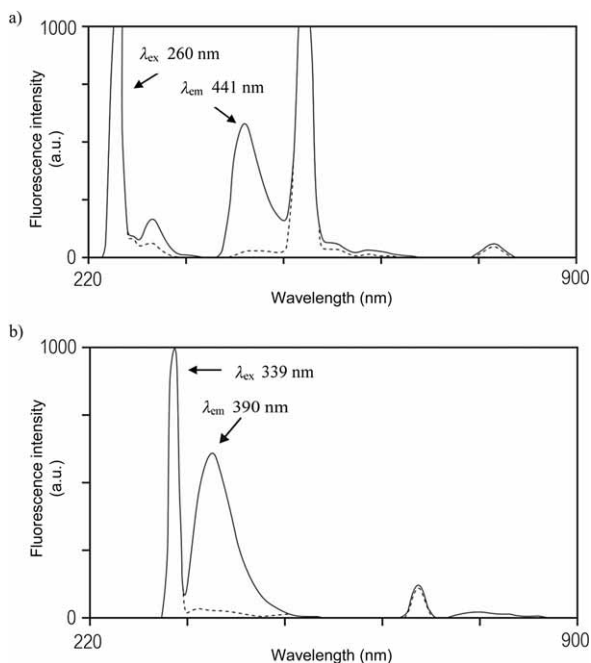 a)
1000
λex 260 nm
λem 441 nm
Fluorescence intensity
(a.u.)
0
220
900
Wavelength (nm)
b)
1000
λex 339 nm
λem 390 nm
Fluorescence intensity
(a.u.)
0
220
900
Wavelength (nm)